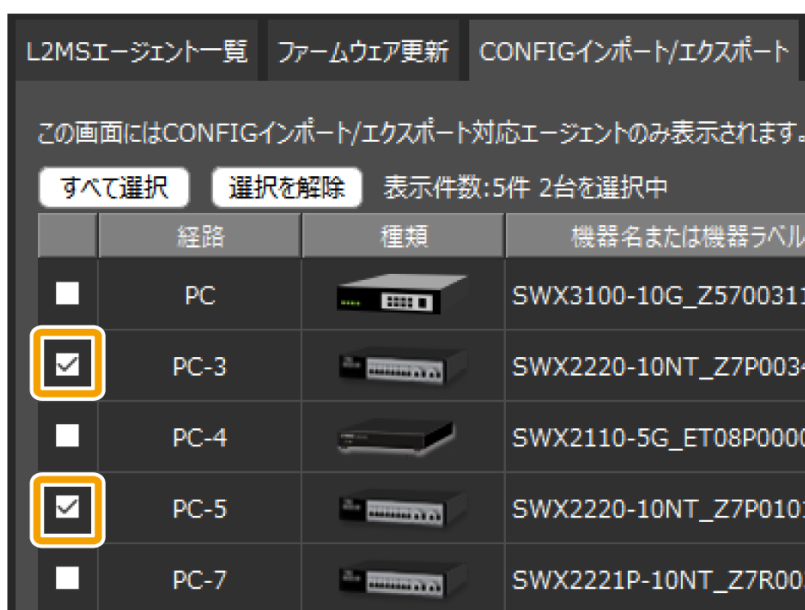 L2MSエージェント一覧 ファームウェア更新 CONFIGインポート/エクスポート
この画面にはCONFIGインポート/エクスポート対応エージェントのみ表示されます。
すべて選択 選択を解除 表示件数:5件 2台を選択中
経路 種類 機器名または機器ラベル
PC SWX3100-10G_Z5700311
PC-3 SWX2220-10NT_Z7P0034
PC-4 SWX2110-5G_ET08P0000
PC-5 SWX2220-10NT_Z7P0101
PC-7 SWX2221P-10NT_Z7R00